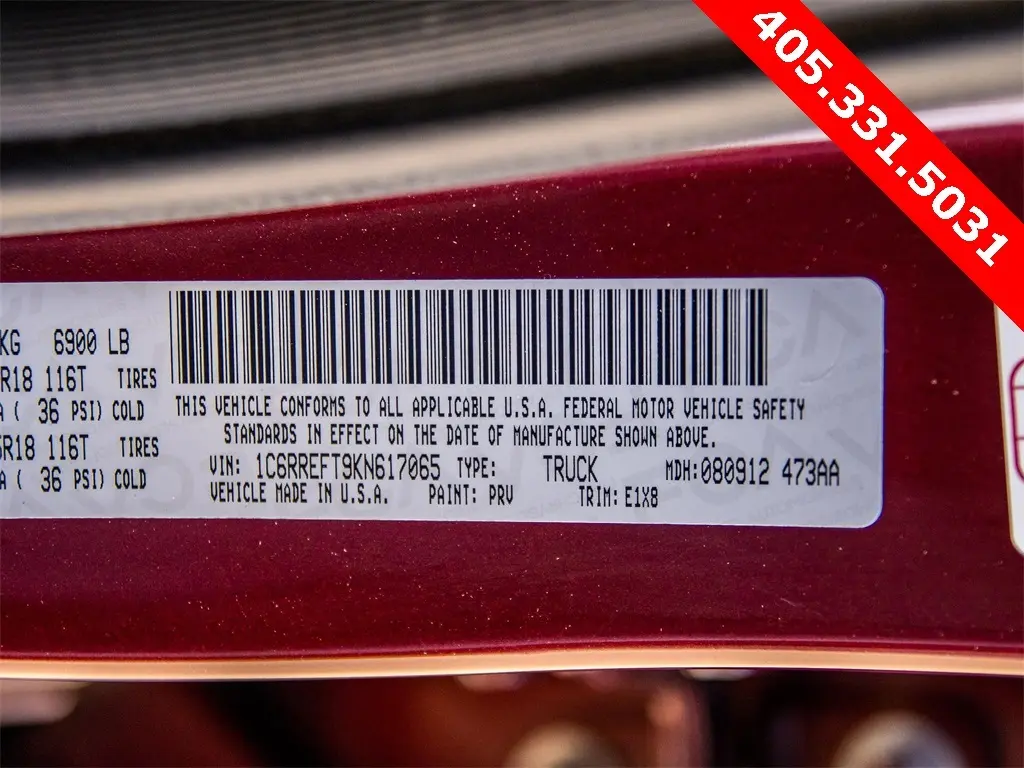 405.331.5031
KG 6900 LB
R18 116T TIRES
A ( 36 PSI) COLD
5R18 116T TIRES
A ( 36 PSI) COLD
THIS VEHICLE CONFORMS TO ALL APPLICABLE U.S.A. FEDERAL MOTOR VEHICLE SAFETY
STANDARDS IN EFFECT ON THE DATE OF MANUFACTURE SHOWN ABOVE.
VIN: 1C6RREFT9KN617065 TYPE: TRUCK MDH:080912 473AA
VEHICLE MADE IN U.S.A. PAINT: PRV TRIM: E1X8